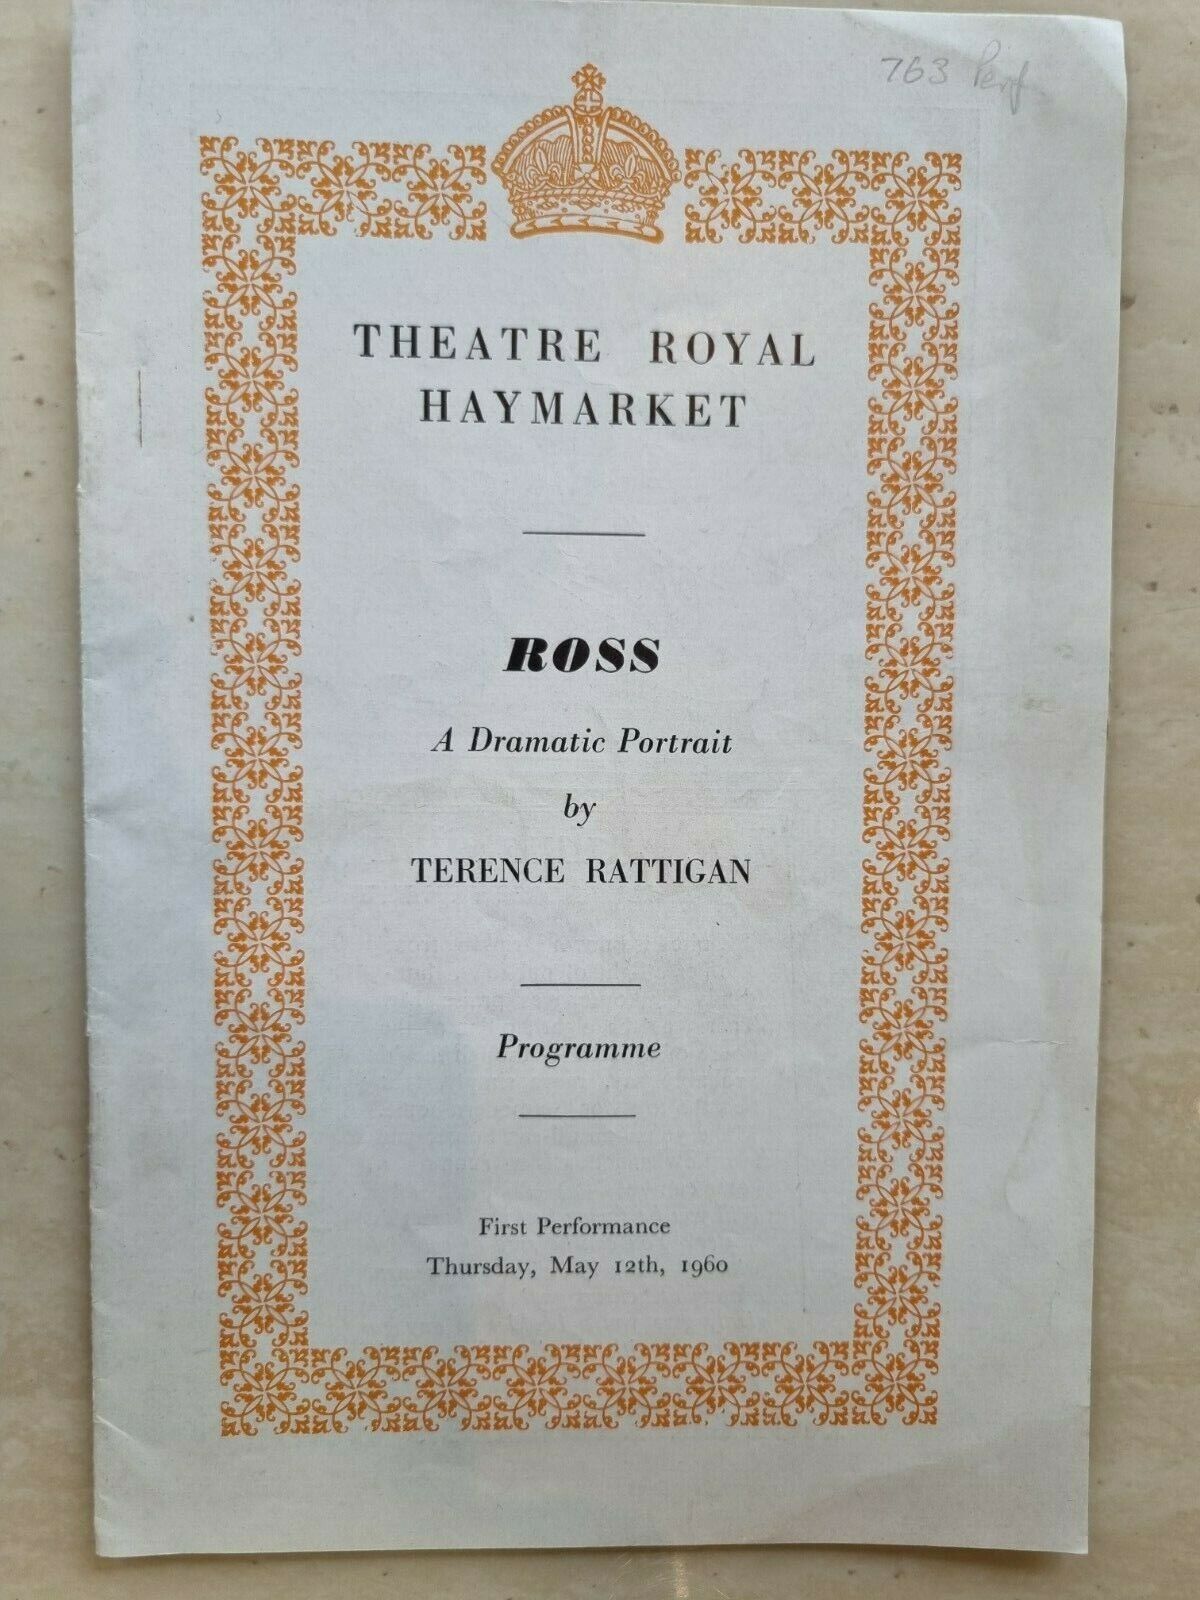 763 Perf
THEATRE ROYAL
HAYMARKET
ROSS
A Dramatic Portrait
by
TERENCE RATTIGAN
Programme
First Performance
Thursday, May 12th, 1960